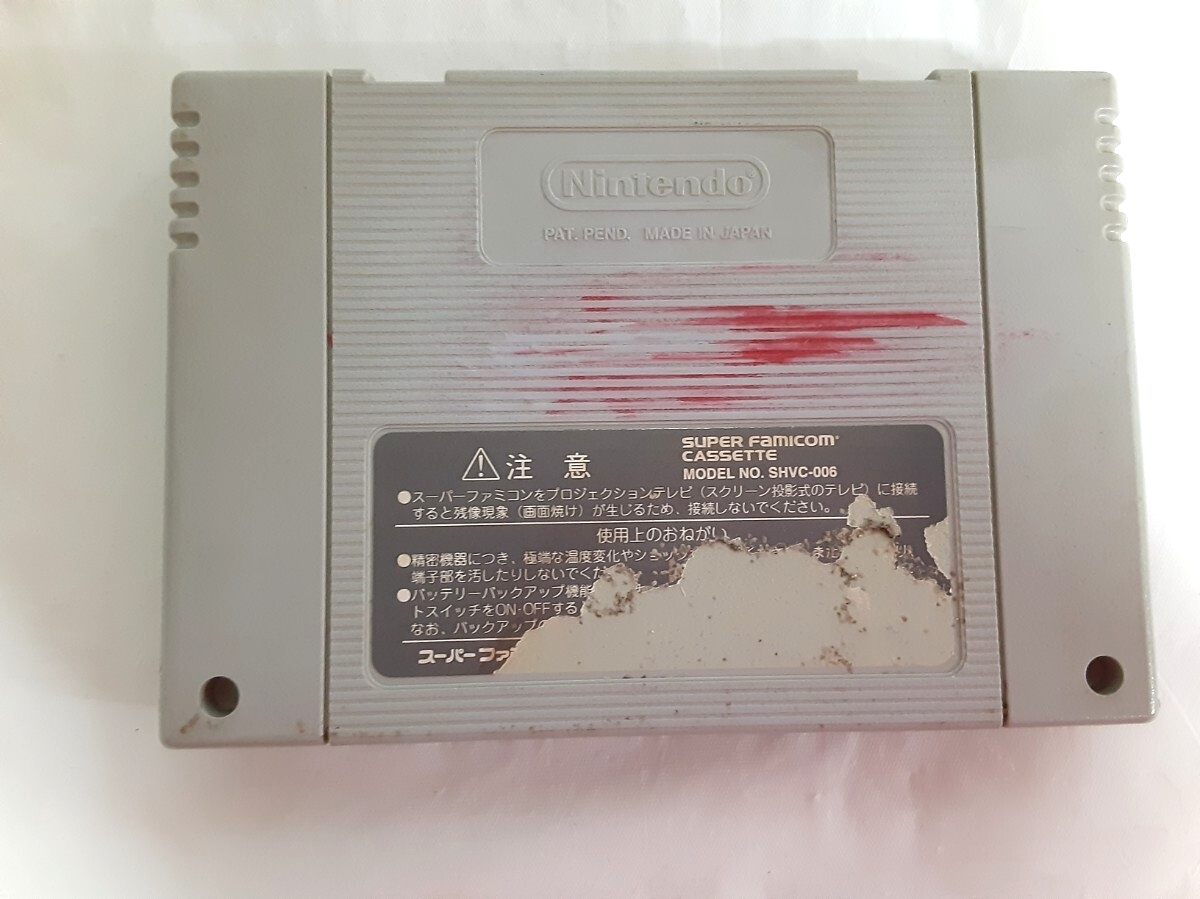 Nintendo
PAT. PEND. MADE IN JAPAN
⚠注 意
SUPER FAMICOM
CASSETTE
MODEL NO. SHVC-006
●スーパーファミコンをプロジェクションテレビ（スクリーン投影式のテレビ）に接続
すると残像現象（画面焼け）が生じるため、接続しないでください。
使用上のおねがい
●精密機器につき、極端な温度変化やショッ
端子部を汚したりしないでくだ
●バッテリーバックアップ機能
トスイッチをON・OFFする
なお、バックアップ
スーパーファ